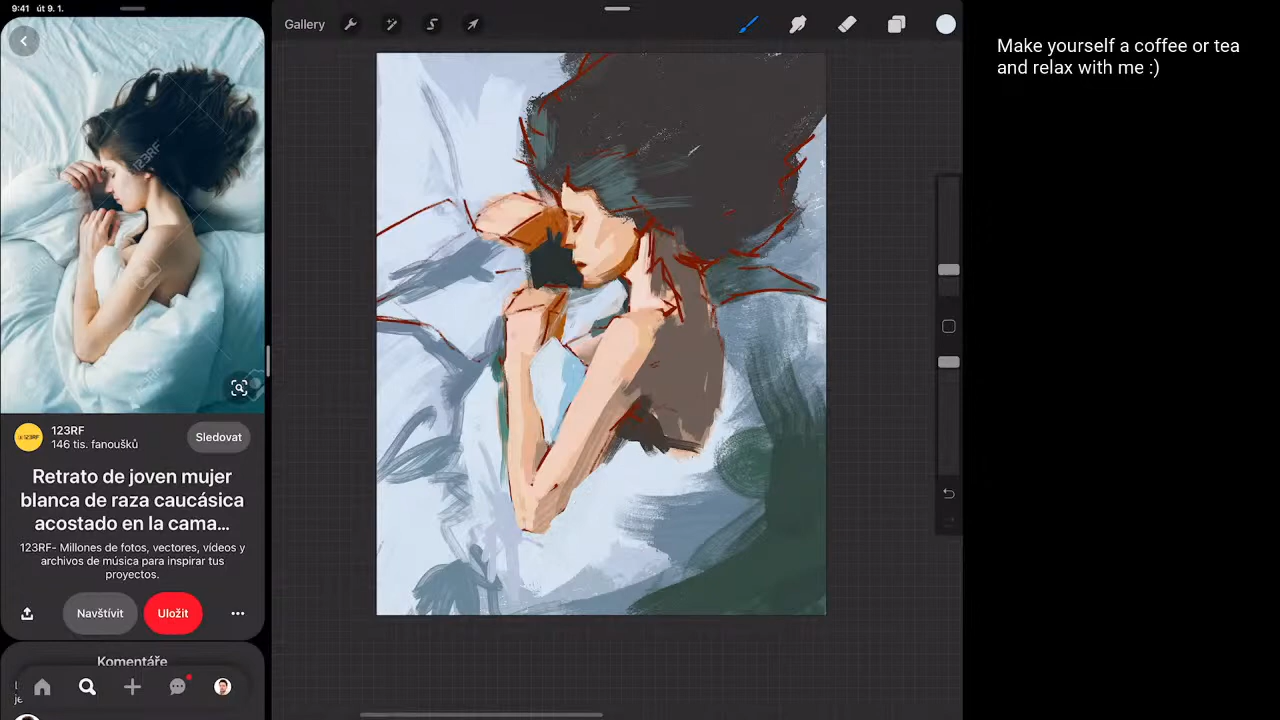 9:41 út 9. 1.
Gallery
Make yourself a coffee or tea
and relax with me :)
123RF
123RF
146 tis. fanoušků
Sledovat
Retrato de joven mujer
blanca de raza caucásica
acostado en la cama...
123RF- Millones de fotos, vectores, vídeos y
archivos de música para inspirar tus
proyectos.
Navštívit
Uložit
Komentáře